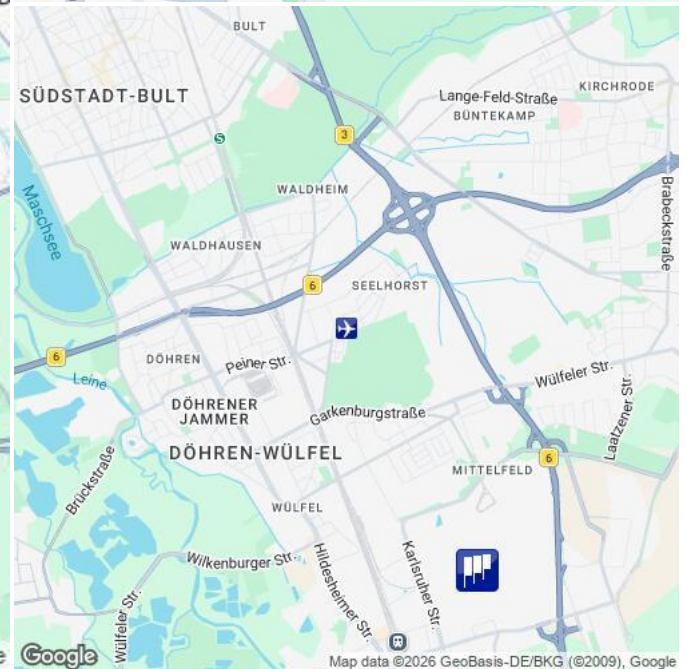 BULT
SÜDSTADT-BULT
KIRCHRODE
Lange-Feld-Straße
BÜNTEKAMP
S
3
Maschsee
WALDHEIM
Brabeckstraße
WALDHAUSEN
6
SEELHORST
6
Leine
DÖHREN
Peiner Str.
Wülfeler Str.
DÖHRENER
JAMMER
Garkenburgstraße
Laatzener Str.
DÖHREN-WÜLFEL
Brückstraße
MITTELFELD
6
WÜLFEL
Wilkenburger Str.
Hildesheimer Str.
Karlsruher Str.
Wülfeler Str.
Google
Map data ©2026 GeoBasis-DE/BKG (©2009), Google